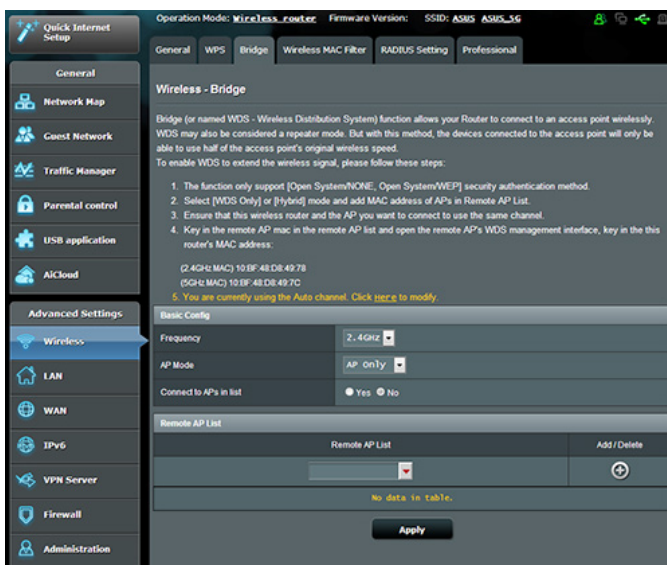 Quick Internet
Setup
Operation Mode: Wireless router Firmware Version: SSID: ASUS ASUS_5G
General WPS Bridge Wireless MAC Filter RADIUS Setting Professional
General
Network Map
Guest Network
Traffic Manager
Parental control
USB application
AiCloud
Advanced Settings
Wireless
LAN
WAN
IPv6
VPN Server
Firewall
Administration
Wireless - Bridge
Bridge (or named WDS - Wireless Distribution System) function allows your Router to connect to an access point wirelessly.
WDS may also be considered a repeater mode. But with this method, the devices connected to the access point will only be
able to use half of the access point's original wireless speed.
To enable WDS to extend the wireless signal, please follow these steps:
1. The function only support [Open System/NONE, Open System/WEP] security authentication method.
2. Select [WDS Only] or [Hybrid] mode and add MAC address of APs in Remote AP List.
3. Ensure that this wireless router and the AP you want to connect to use the same channel.
4. Key in the remote AP mac in the remote AP list and open the remote AP's WDS management interface, key in the this
router's MAC address:
(2.4GHz MAC) 10:BF:48:D8:49:78
(5GHz MAC) 10:BF:48:D8:49:7C
5. You are currently using the Auto channel. Click Here to modify.
Basic Config
Frequency 2.4GHz
AP Mode AP Only
Connect to APs in list Yes No
Remote AP List
Remote AP List Add / Delete
No data in table.
Apply